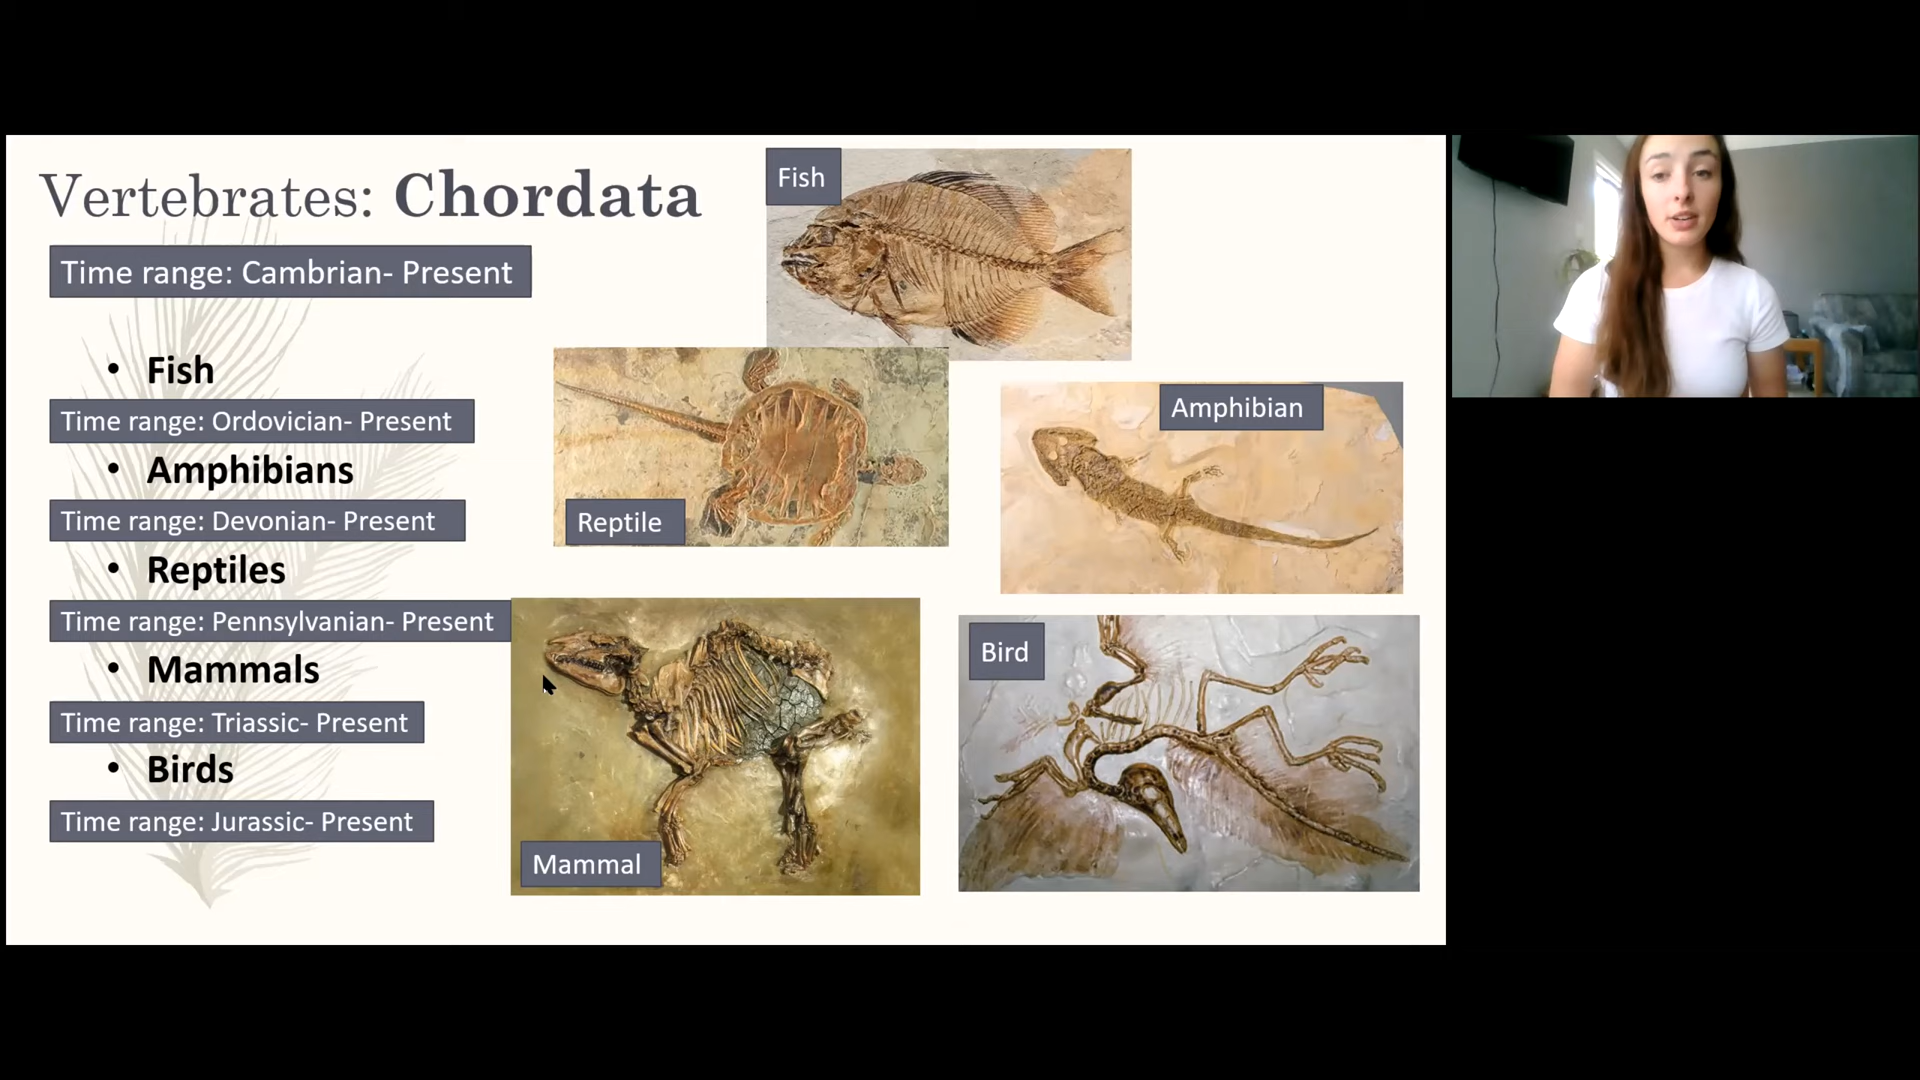 Vertebrates: Chordata
Time range: Cambrian- Present
• Fish
Time range: Ordovician- Present
• Amphibians
Time range: Devonian- Present
• Reptiles
Time range: Pennsylvanian- Present
• Mammals
Time range: Triassic- Present
• Birds
Time range: Jurassic- Present
Fish
Reptile
Amphibian
Mammal
Bird